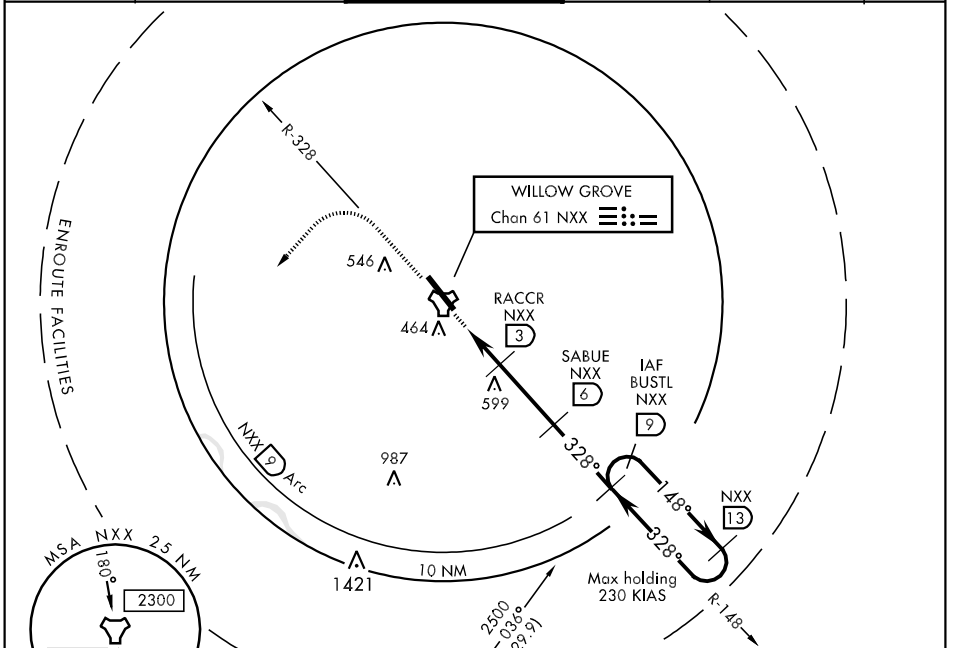 R-328
WILLOW GROVE
Chan 61 NXX
ENROUTE FACILITIES
546
464
RACCR
NXX
3
599
SABUE
NXX
6
IAF
BUSTL
NXX
9
328°
148°
NXX
13
328°
NXX 9 Arc
987
1421
10 NM
Max holding
230 KIAS
R-148
2500
036°
MSA NXX 25 NM
180°
2300